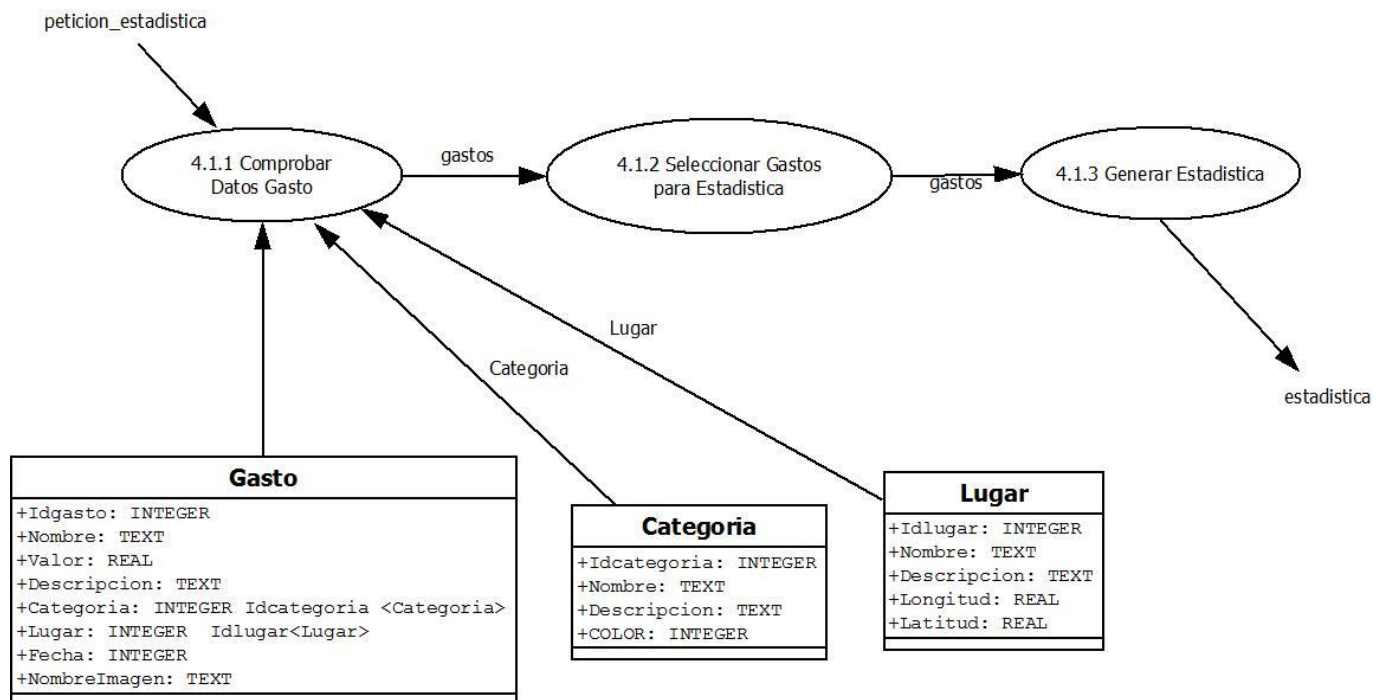 peticion_estadistica
4.1.1 Comprobar
Datos Gasto
gastos
4.1.2 Seleccionar Gastos
para Estadistica
gastos
4.1.3 Generar Estadistica
Lugar
Categoria
estadistica
Gasto
+Idgasto: INTEGER
+Nombre: TEXT
+Valor: REAL
+Descripcion: TEXT
+Categoria: INTEGER Idcategoria <Categoria>
+Lugar: INTEGER  Idlugar<Lugar>
+Fecha: INTEGER
+NombreImagen: TEXT
Categoria
+Idcategoria: INTEGER
+Nombre: TEXT
+Descripcion: TEXT
+COLOR: INTEGER
Lugar
+Idlugar: INTEGER
+Nombre: TEXT
+Descripcion: TEXT
+Longitud: REAL
+Latitud: REAL